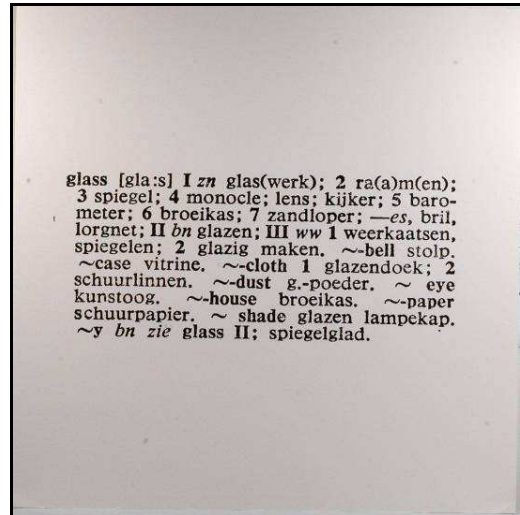 glass [gla:s] I zn glas(werk); 2 ra(a)m(en);
3 spiegel; 4 monocle; lens; kijker; 5 baro-
meter; 6 broeikas; 7 zandloper; —es, bril,
lorgnet; II bn glazen; III ww 1 weerkaatsen,
spiegelen; 2 glazig maken. ~-bell stolp.
~case vitrine. ~-cloth 1 glazendoek; 2
schuurlinnen. ~-dust g.-poeder. ~ eye
kunstoog. ~-house broeikas. ~-paper
schuurpapier. ~ shade glazen lampekap.
~y bn zie glass II; spiegelglad.